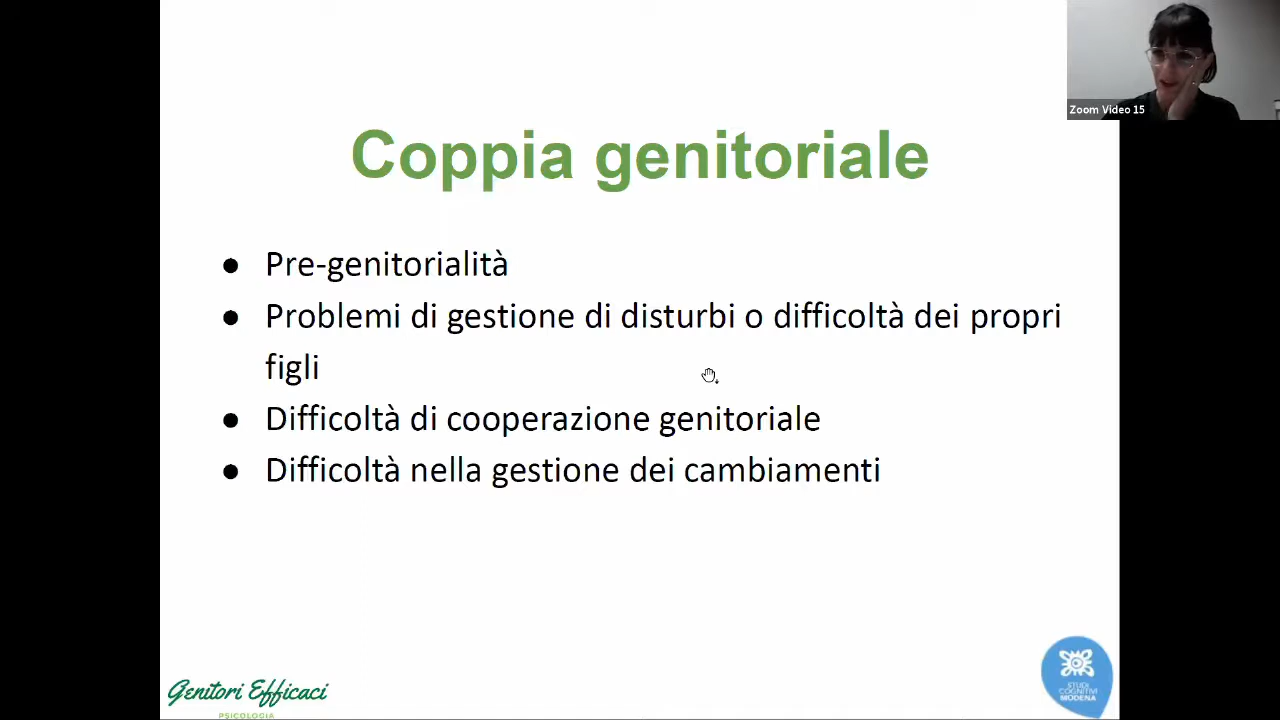 Zoom Video 15
Coppia genitoriale
● Pre-genitorialità
● Problemi di gestione di disturbi o difficoltà dei propri
figli
● Difficoltà di cooperazione genitoriale
● Difficoltà nella gestione dei cambiamenti
Genitori Efficaci
PSICOLOGIA
STUDI
COGNITIVI
MODENA